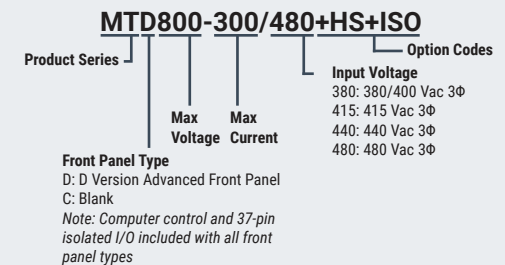 MTD800-300/480+HS+ISO
Product Series
Option Codes
Input Voltage
380: 380/400 Vac 3Φ
415: 415 Vac 3Φ
440: 440 Vac 3Φ
480: 480 Vac 3Φ
Max
Voltage
Max
Current
Front Panel Type
D: D Version Advanced Front Panel
C: Blank
Note: Computer control and 37-pin
isolated I/O included with all front
panel types